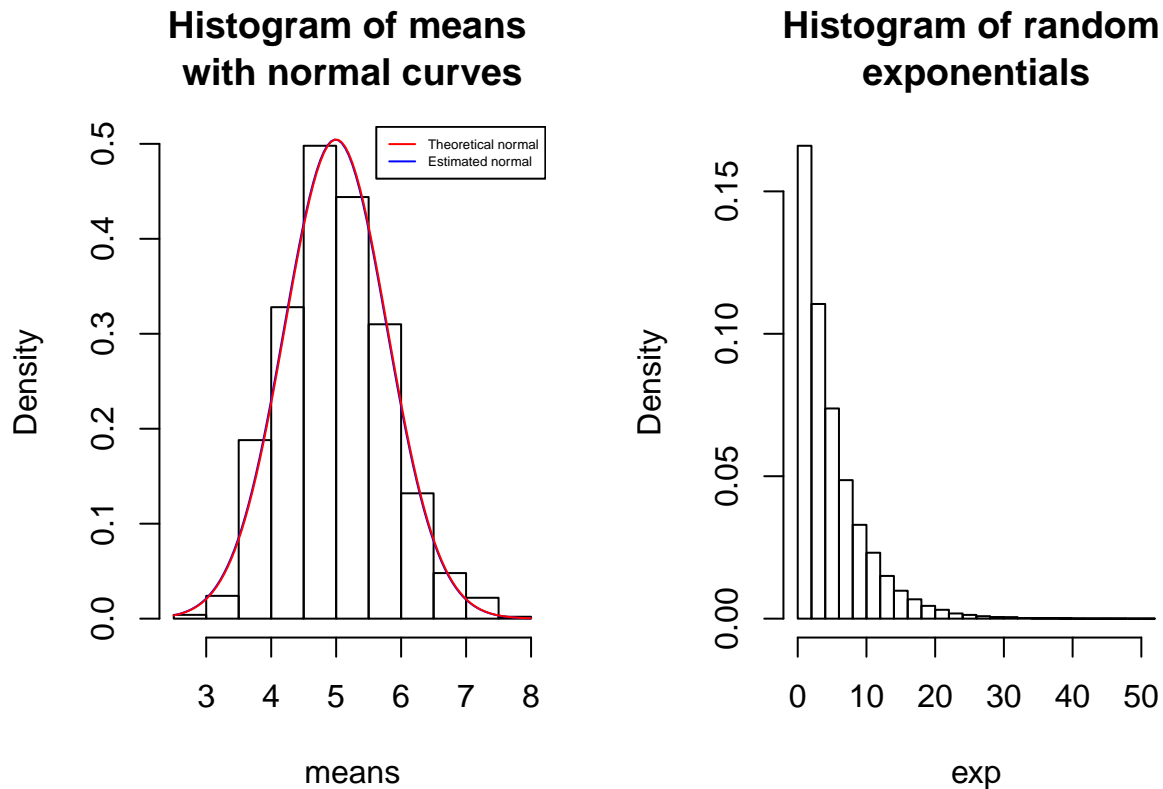 Histogram of means
with normal curves
Density
0.0 0.1 0.2 0.3 0.4 0.5
Theoretical normal
Estimated normal
3 4 5 6 7 8
means
Histogram of random
exponentials
Density
0.00 0.05 0.10 0.15
0 10 20 30 40 50
exp